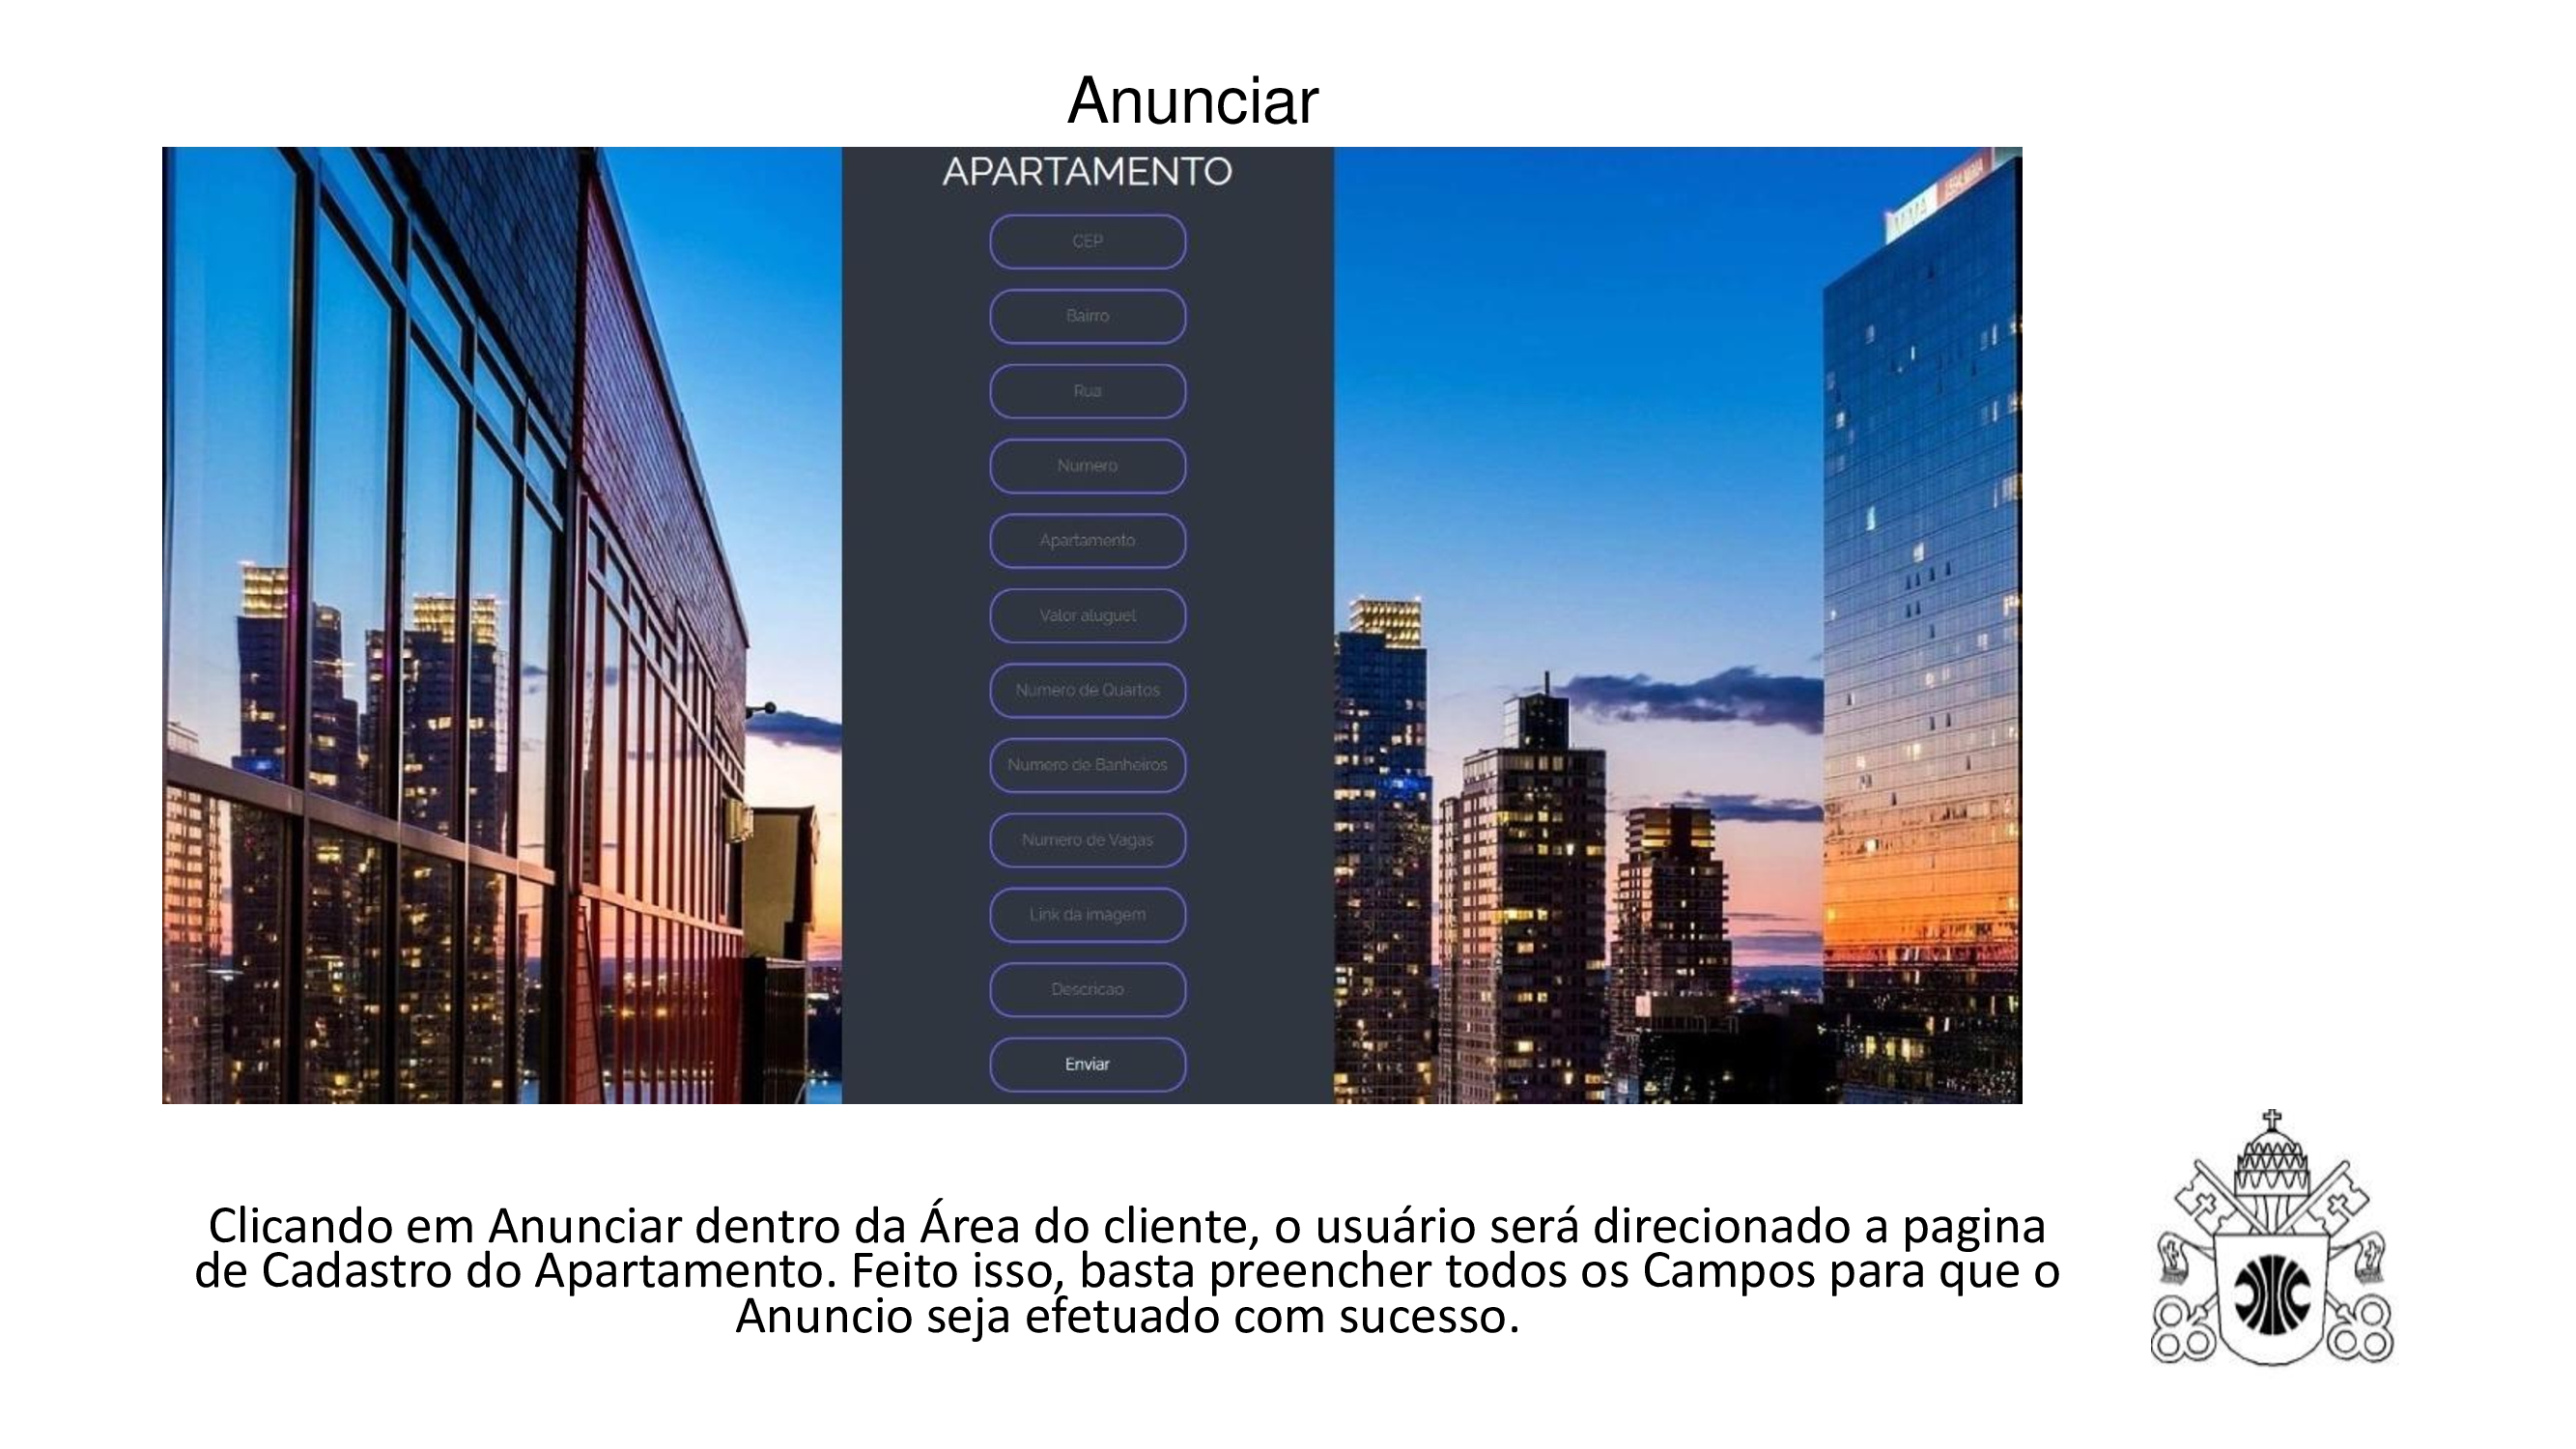 Anunciar
APARTAMENTO
CEP
Bairro
Rua
Numero
Apartamento
Valor aluguel
Numero de Quartos
Numero de Banheiros
Numero de Vagas
Link da imagem
Descricao
Enviar
Clicando em Anunciar dentro da Área do cliente, o usuário será direcionado a pagina
de Cadastro do Apartamento. Feito isso, basta preencher todos os Campos para que o
Anuncio seja efetuado com sucesso.